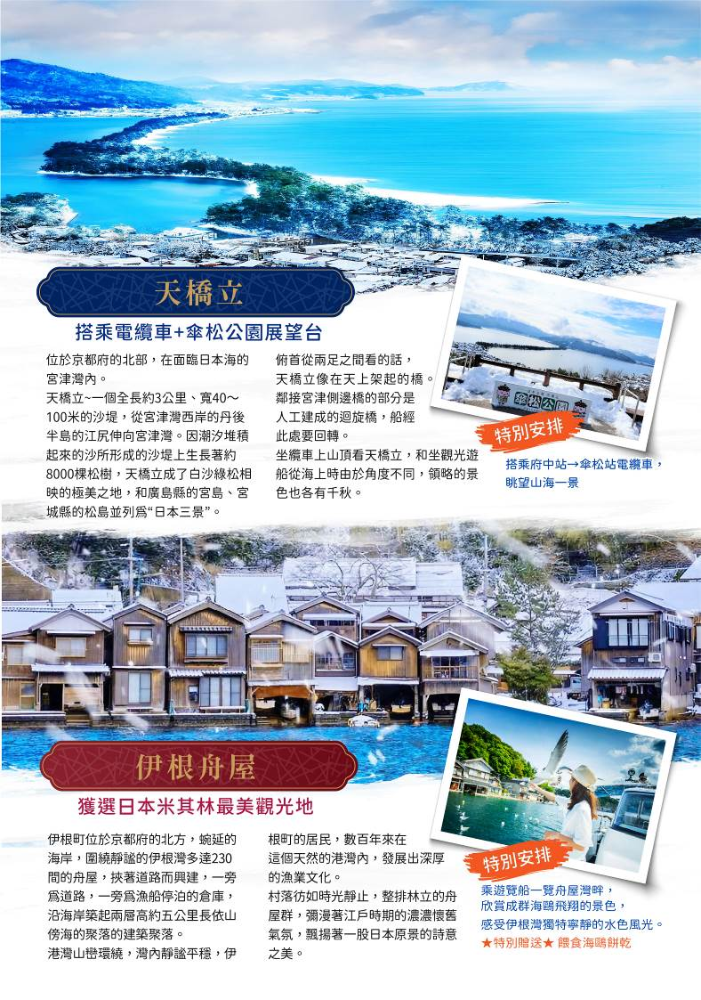 天橋立
搭乘電纜車+傘松公園展望台
位於京都府的北部，在面臨日本海的
宮津灣內。
天橋立~一個全長約3公里、寬40～
100米的沙堤，從宮津灣西岸的丹後
半島的江尻伸向宮津灣。因潮汐堆積
起來的沙所形成的沙堤上生長著約
8000棵松樹，天橋立成了白沙綠松相
映的極美之地，和廣島縣的宮島、宮
城縣的松島並列爲“日本三景”。
俯首從兩足之間看的話，
天橋立像在天上架起的橋。
鄰接宮津側邊橋的部分是
人工建成的迴旋橋，船經
此處要回轉。
坐纜車上山頂看天橋立，和坐觀光遊
船從海上時由於角度不同，領略的景
色也各有千秋。
傘松公園
特別安排
搭乘府中站→傘松站電纜車，
眺望山海一景
伊根舟屋
獲選日本米其林最美觀光地
伊根町位於京都府的北方，蜿延的
海岸，圍繞靜謐的伊根灣多達230
間的舟屋，挾著道路而興建，一旁
爲道路，一旁爲漁船停泊的倉庫，
沿海岸築起兩層高約五公里長依山
傍海的聚落的建築聚落。
港灣山巒環繞，灣內靜謐平穩，伊
根町的居民，數百年來在
這個天然的港灣內，發展出深厚
的漁業文化。
村落彷如時光靜止，整排林立的舟
屋群，彌漫著江戶時期的濃濃懷舊
氣氛，飄揚著一股日本原景的詩意
之美。
特別安排
乘遊覽船一覽舟屋灣畔，
欣賞成群海鷗飛翔的景色，
感受伊根灣獨特寧靜的水色風光。
★特別贈送★ 餵食海鷗餅乾